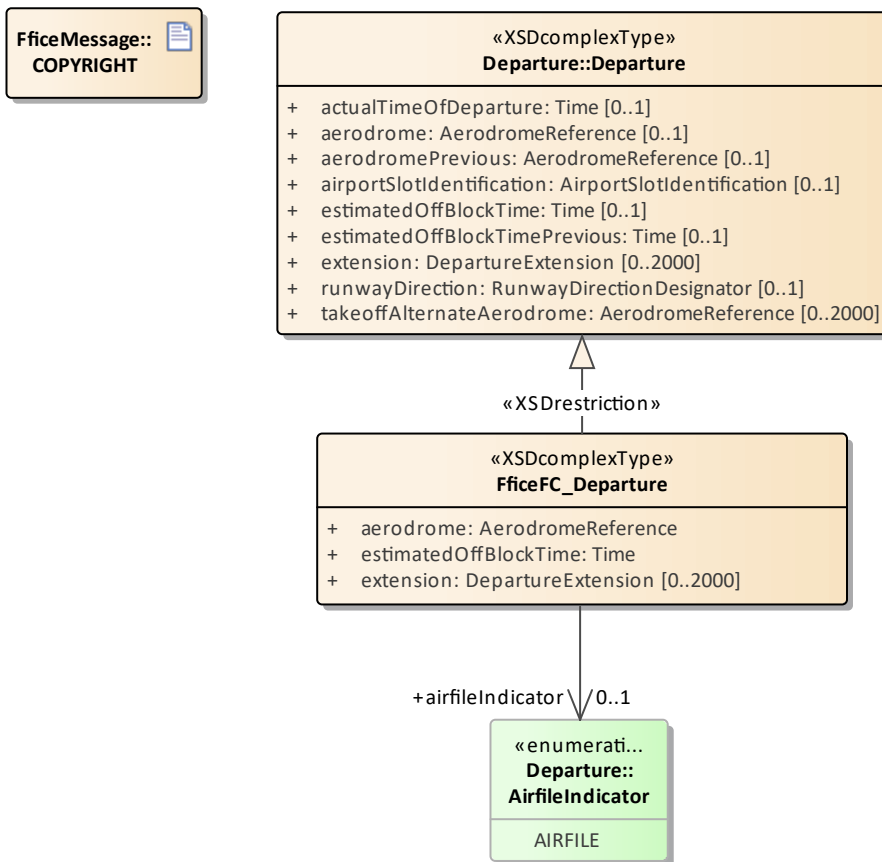 FficeMessage::
COPYRIGHT
«XSDcomplexType»
Departure::Departure
+ actualTimeOfDeparture: Time [0..1]
+ aerodrome: AerodromeReference [0..1]
+ aerodromePrevious: AerodromeReference [0..1]
+ airportSlotIdentification: AirportSlotIdentification [0..1]
+ estimatedOffBlockTime: Time [0..1]
+ estimatedOffBlockTimePrevious: Time [0..1]
+ extension: DepartureExtension [0..2000]
+ runwayDirection: RunwayDirectionDesignator [0..1]
+ takeoffAlternateAerodrome: AerodromeReference [0..2000]
«XSDrestriction»
«XSDcomplexType»
FficeFC_Departure
+ aerodrome: AerodromeReference
+ estimatedOffBlockTime: Time
+ extension: DepartureExtension [0..2000]
+airfileIndicator 0..1
«enumerati...
Departure::
AirfileIndicator
AIRFILE